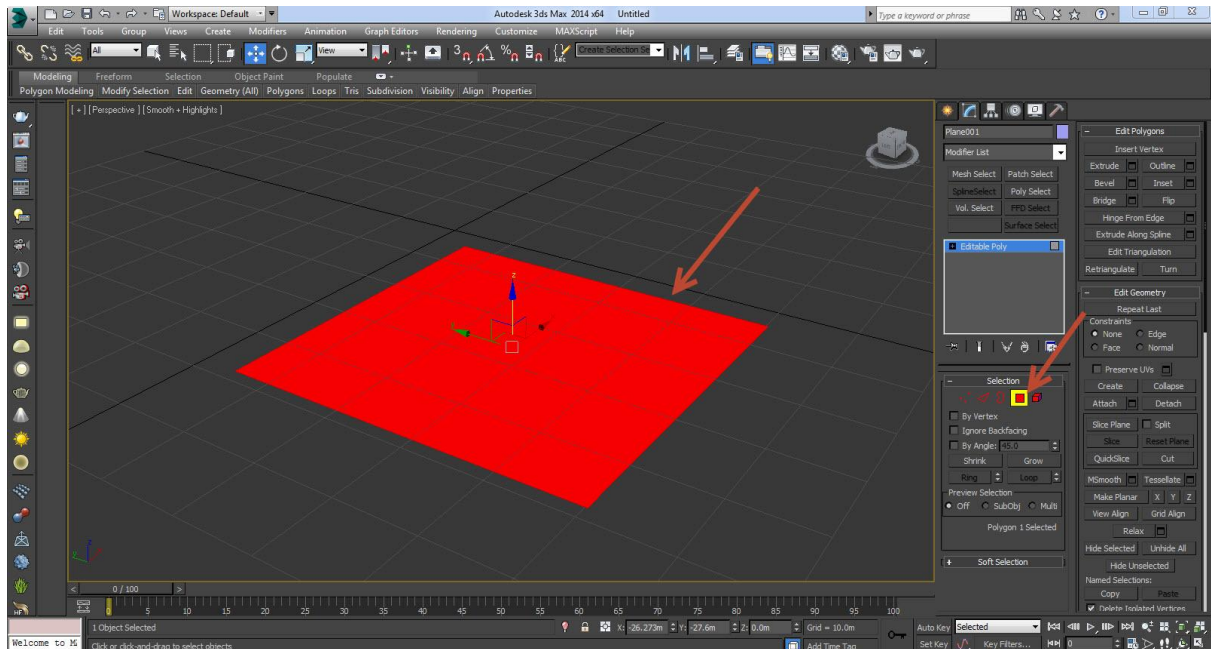 Workspace: Default
Autodesk 3ds Max 2014 x64 Untitled
Type a keyword or phrase
Edit Tools Group Views Create Modifiers Animation Graph Editors Rendering Customize MAXScript Help
All
View
3
Create Selection Se
ABC
Modeling Freeform Selection Object Paint Populate
Polygon Modeling Modify Selection Edit Geometry (All) Polygons Loops Tris Subdivision Visibility Align Properties
[ + ] [ Perspective ] [ Smooth + Highlights ]
z
z
y
Plane001
Modifier List
Mesh Select Patch Select
SplineSelect Poly Select
Vol. Select FFD Select
Surface Select
Editable Poly
- Selection
By Vertex
Ignore Backfacing
By Angle: 45.0
Shrink Grow
Ring Loop
Preview Selection
Off SubObj Multi
Polygon 1 Selected
+ Soft Selection
- Edit Polygons
Insert Vertex
Extrude Outline
Bevel Inset
Bridge Flip
Hinge From Edge
Extrude Along Spline
Edit Triangulation
Retriangulate Turn
- Edit Geometry
Repeat Last
Constraints
None Edge
Face Normal
Preserve UVs
Create Collapse
Attach Detach
Slice Plane Split
Slice Reset Plane
QuickSlice Cut
MSmooth Tessellate
Make Planar X Y Z
View Align Grid Align
Relax
Hide Selected Unhide All
Hide Unselected
Named Selections:
Copy Paste
Delete Isolated Vertices
< 0 / 100 >
0 5 10 15 20 25 30 35 40 45 50 55 60 65 70 75 80 85 90 95 100
1 Object Selected
X: -26.273m Y: -27.6m Z: 0.0m Grid = 10.0m
Auto Key Selected
Welcome to M
Click or click-and-drag to select objects
Add Time Tag
Set Key Key Filters... 0